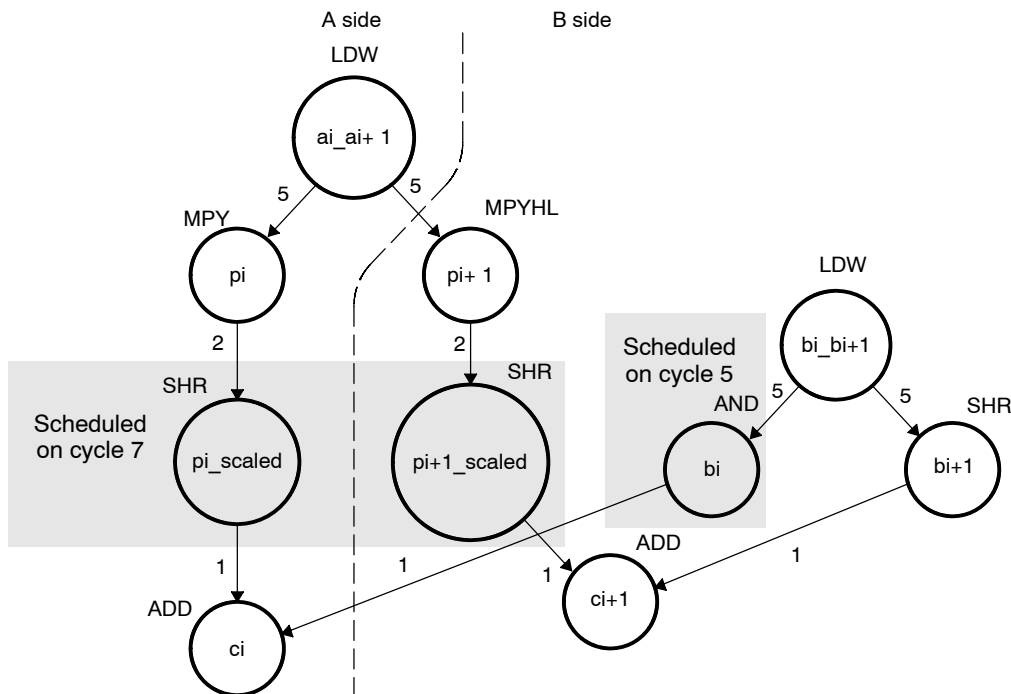 A side
B side
LDW
ai_ai+ 1
5
5
MPY
MPYHL
pi
pi+ 1
LDW
bi_bi+1
2
2
Scheduled
on cycle 5
SHR
SHR
AND
5
5
SHR
Scheduled
on cycle 7
pi_scaled
pi+1_scaled
bi
bi+1
1
1
1
ADD
1
ADD
ci
ci+1